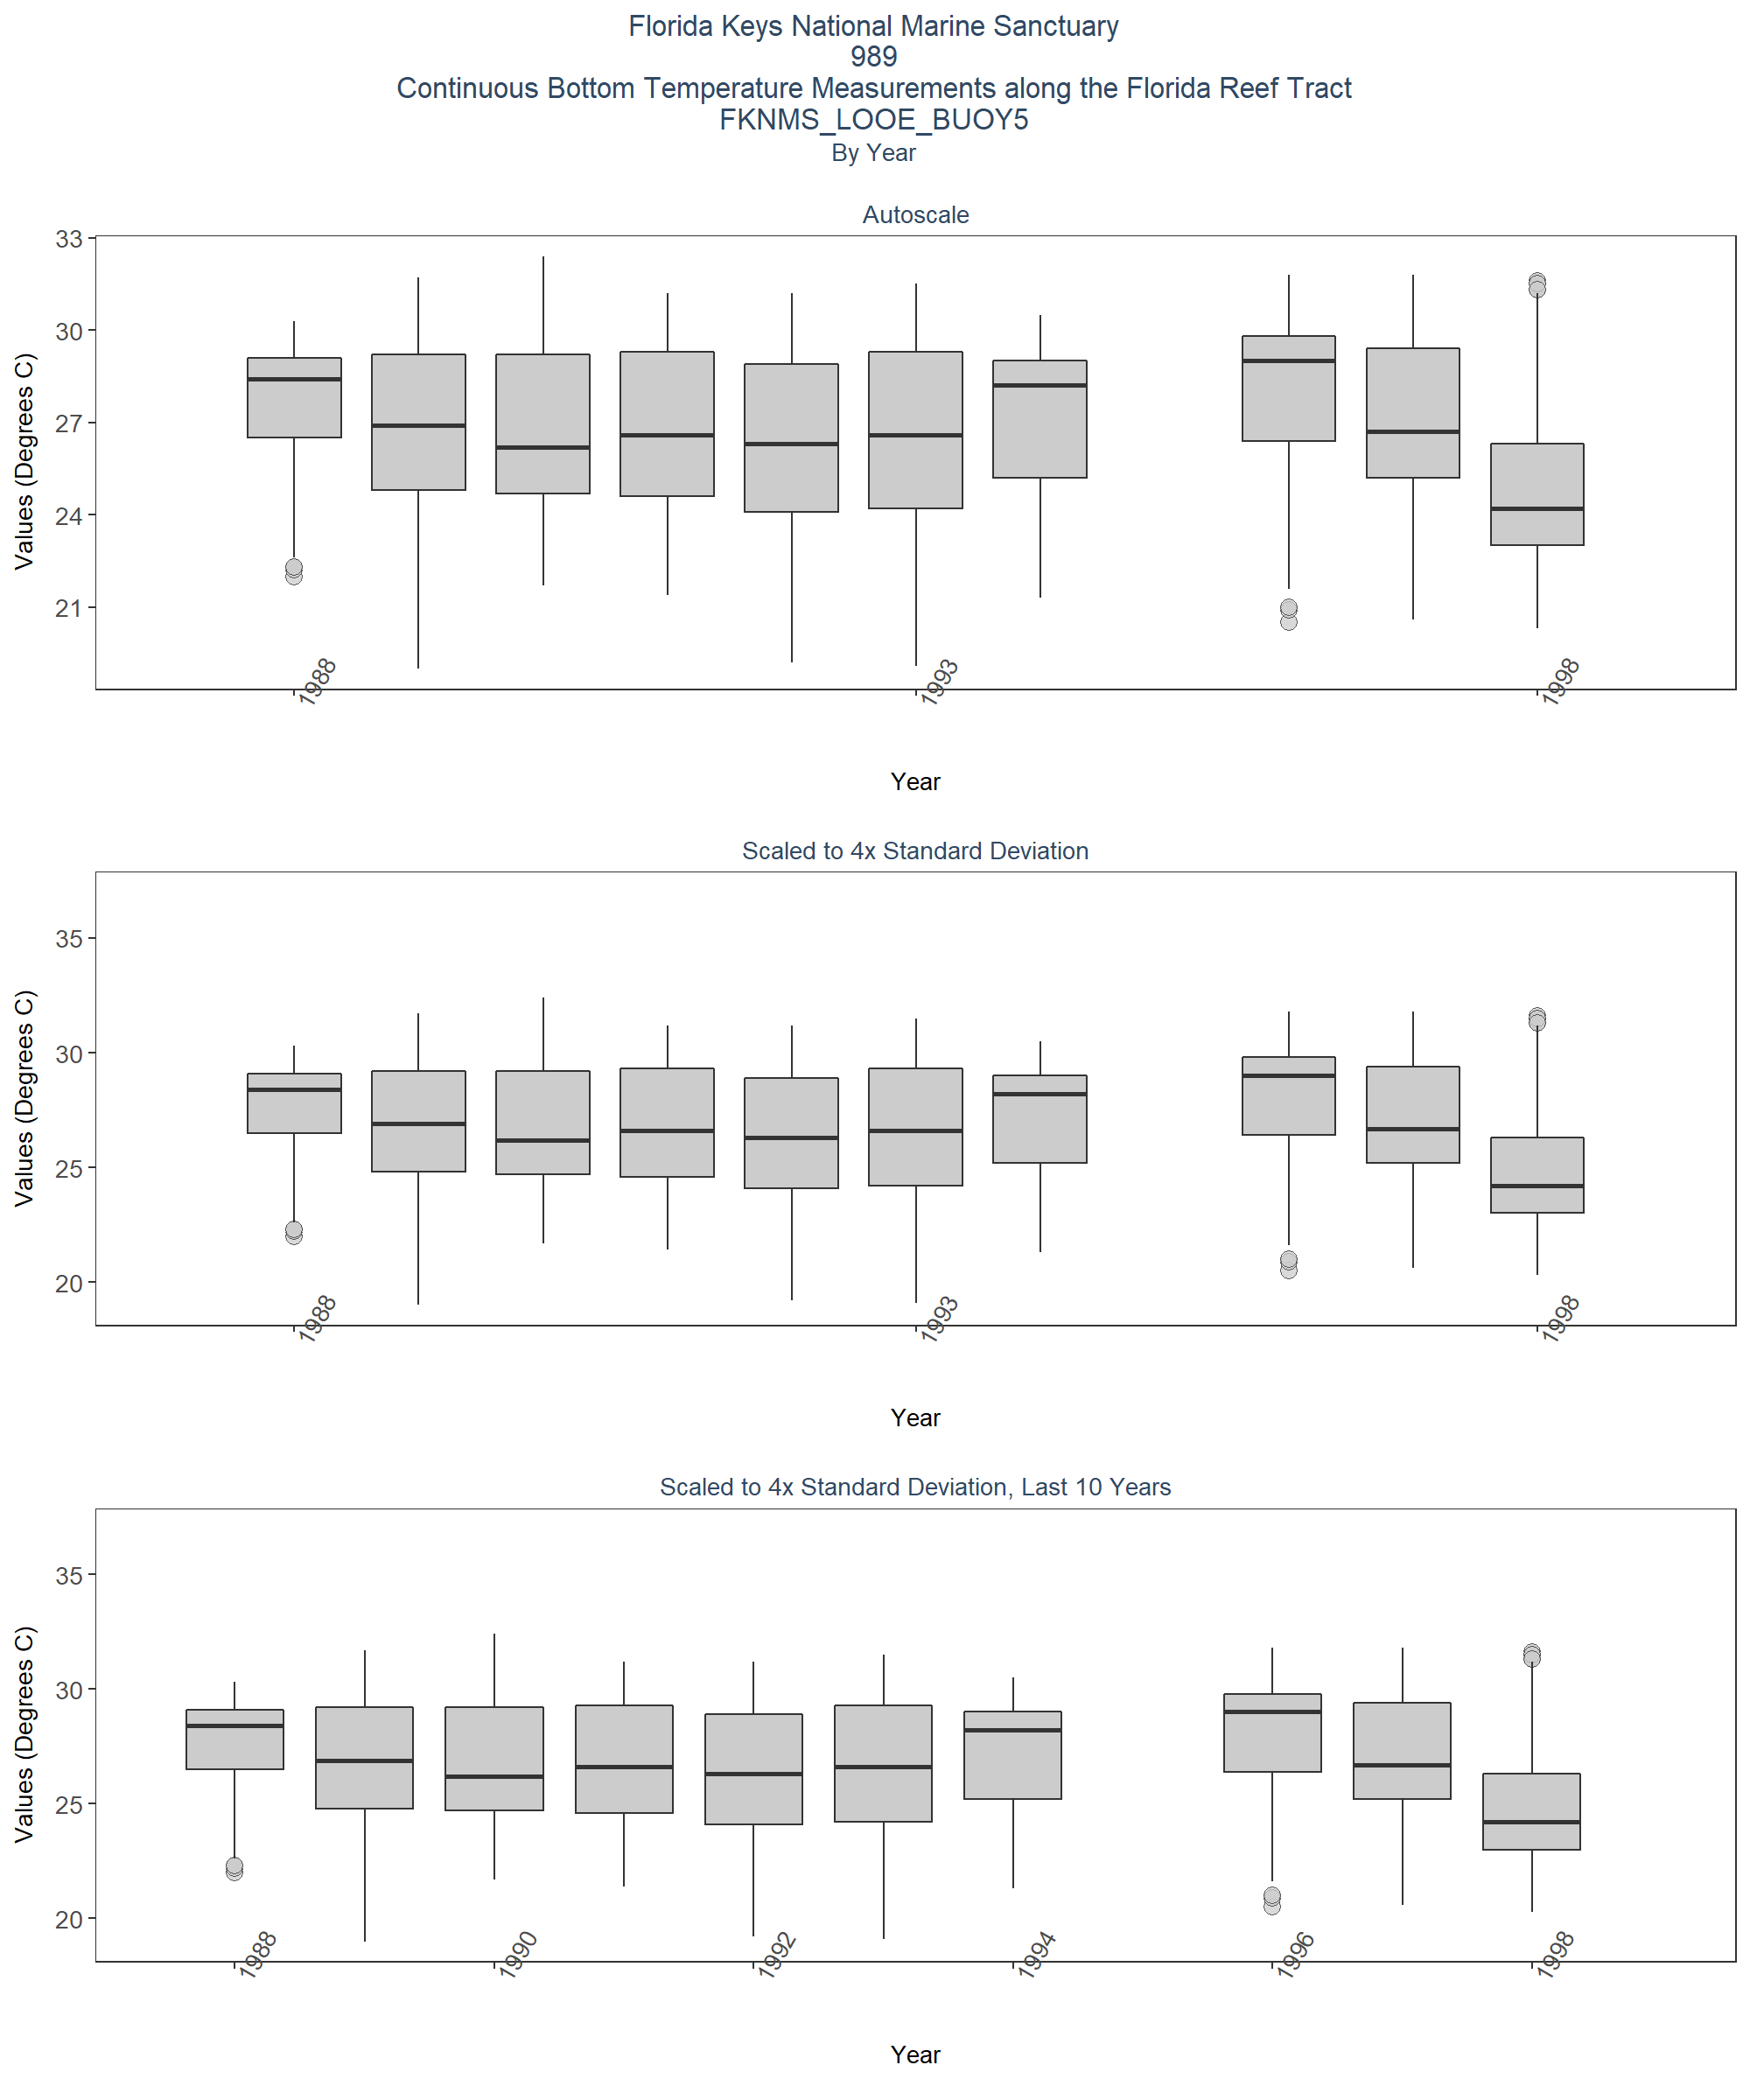 Florida Keys National Marine Sanctuary
989
Continuous Bottom Temperature Measurements along the Florida Reef Tract
FKNMS_LOOE_BUOY5
By Year
Autoscale
Values (Degrees C)
33
30
27
24
21
1988
1993
1998
Year
Scaled to 4x Standard Deviation
Values (Degrees C)
35
30
25
20
1988
1993
1998
Year
Scaled to 4x Standard Deviation, Last 10 Years
Values (Degrees C)
35
30
25
20
1988
1990
1992
1994
1996
1998
Year